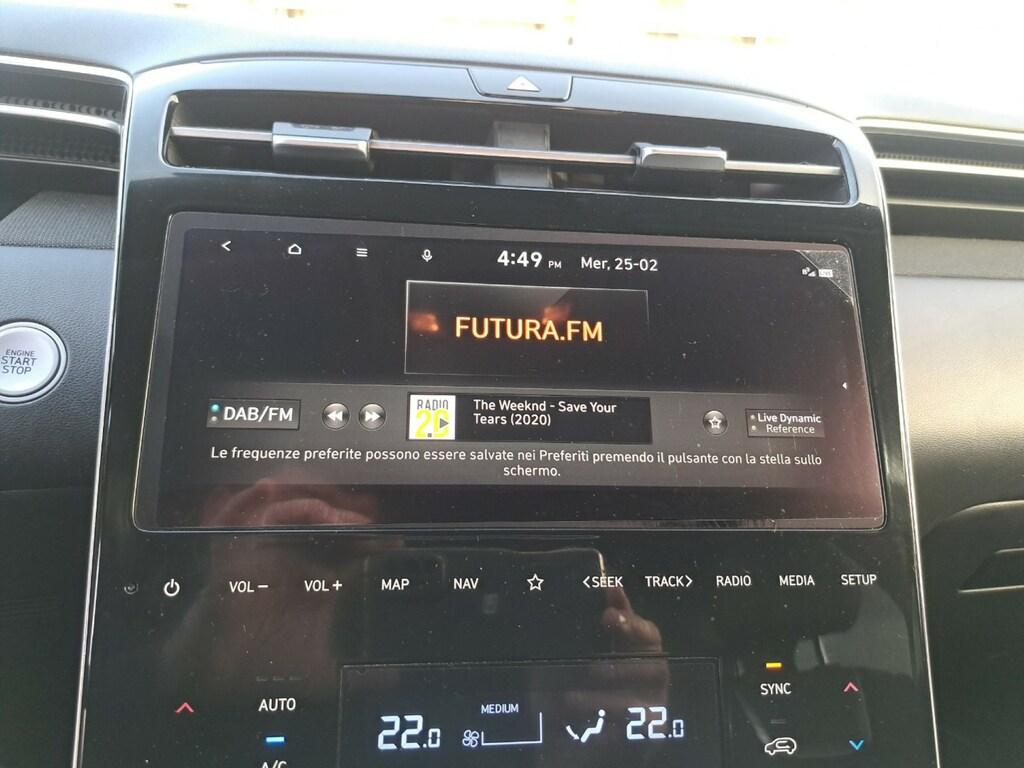 4:49 PM Mer, 25-02
FUTURA.FM
ENGINE
START
STOP
DAB/FM
RADIO
2.0
The Weeknd - Save Your
Tears (2020)
Live Dynamic
Reference
Le frequenze preferite possono essere salvate nei Preferiti premendo il pulsante con la stella sullo
schermo.
VOL- VOL+ MAP NAV <SEEK TRACK> RADIO MEDIA SETUP
AUTO
MEDIUM
SYNC
22.0 22.0
A/C